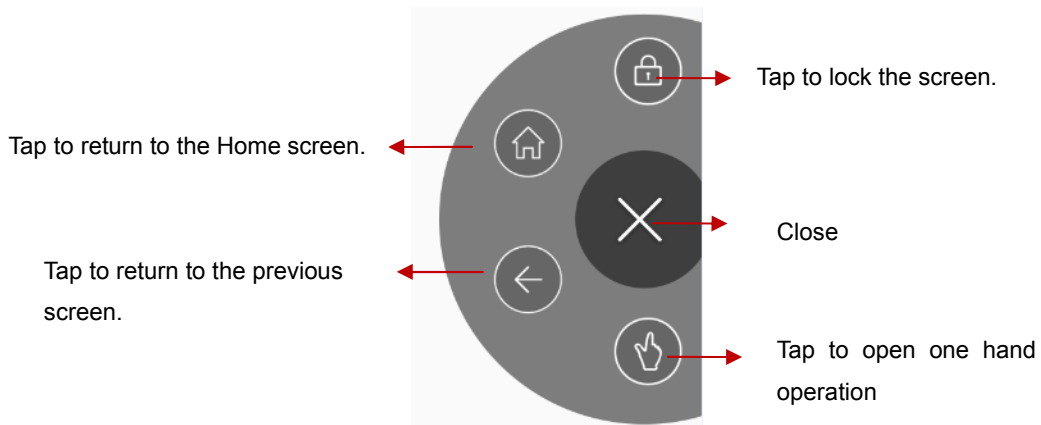 Tap to lock the screen.
Tap to return to the Home screen.
Close
Tap to return to the previous
screen.
Tap to open one hand
operation